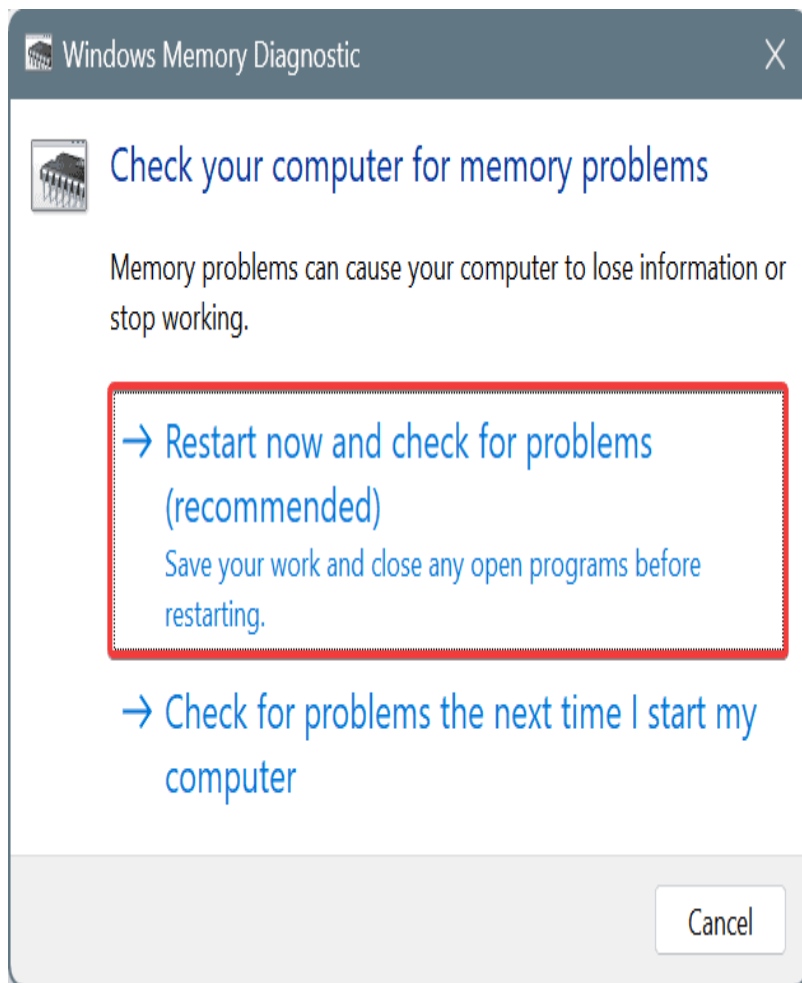 Windows Memory Diagnostic
Check your computer for memory problems
Memory problems can cause your computer to lose information or
stop working.
→ Restart now and check for problems
(recommended)
Save your work and close any open programs before
restarting.
→ Check for problems the next time I start my
computer
Cancel